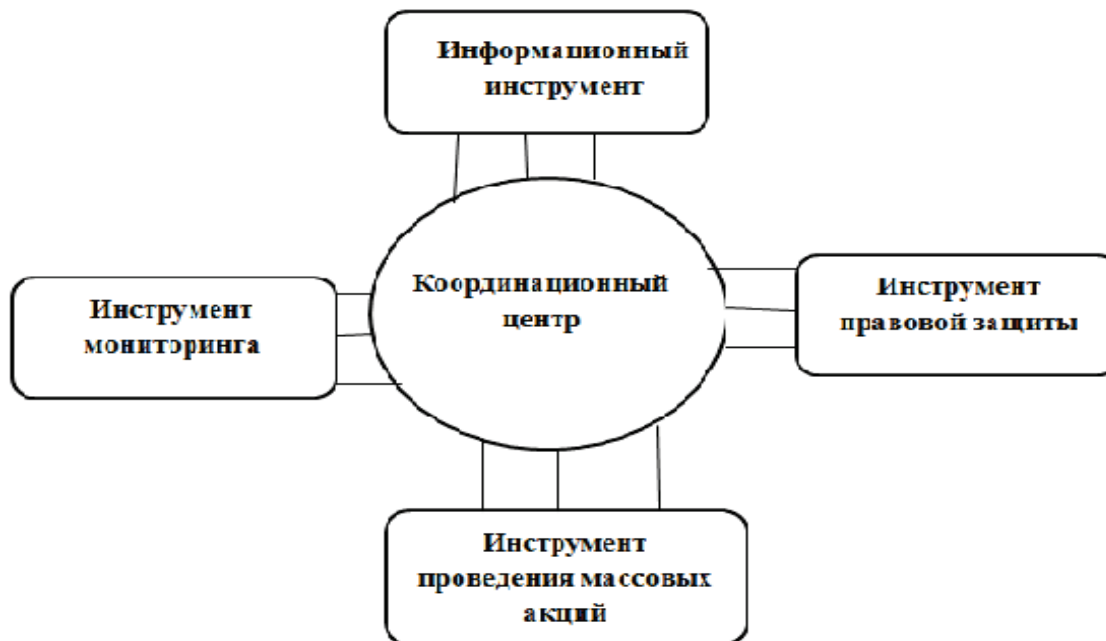 Информационный
инструмент
Координационный
центр
Инструмент
мониторинга
Инструмент
правовой защиты
Инструмент
проведения массовых
акций